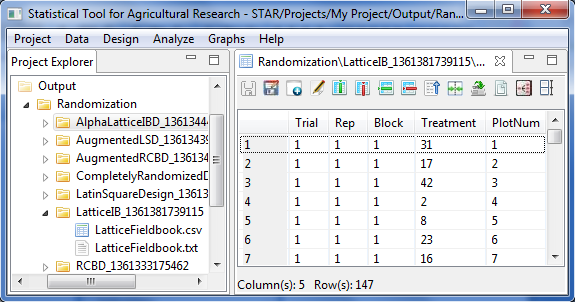 Statistical Tool for Agricultural Research - STAR/Projects/My Project/Output/Ran...
Project Data Design Analyze Graphs Help
Project Explorer
Output
Randomization
AlphaLatticeIBD_1361344
AugmentedLSD_13613439
AugmentedRCBD_136134
CompletelyRandomizedD
LatinSquareDesign_13613
LatticeIB_1361381739115
LatticeFieldbook.csv
LatticeFieldbook.txt
RCBD_1361333175462
Randomization\LatticeIB_1361381739115\...
Trial Rep Block Treatment PlotNum
1 1 1 1 31 1
2 1 1 1 17 2
3 1 1 1 42 3
4 1 1 1 2 4
5 1 1 1 8 5
6 1 1 1 23 6
7 1 1 1 16 7
Column(s): 5 Row(s): 147